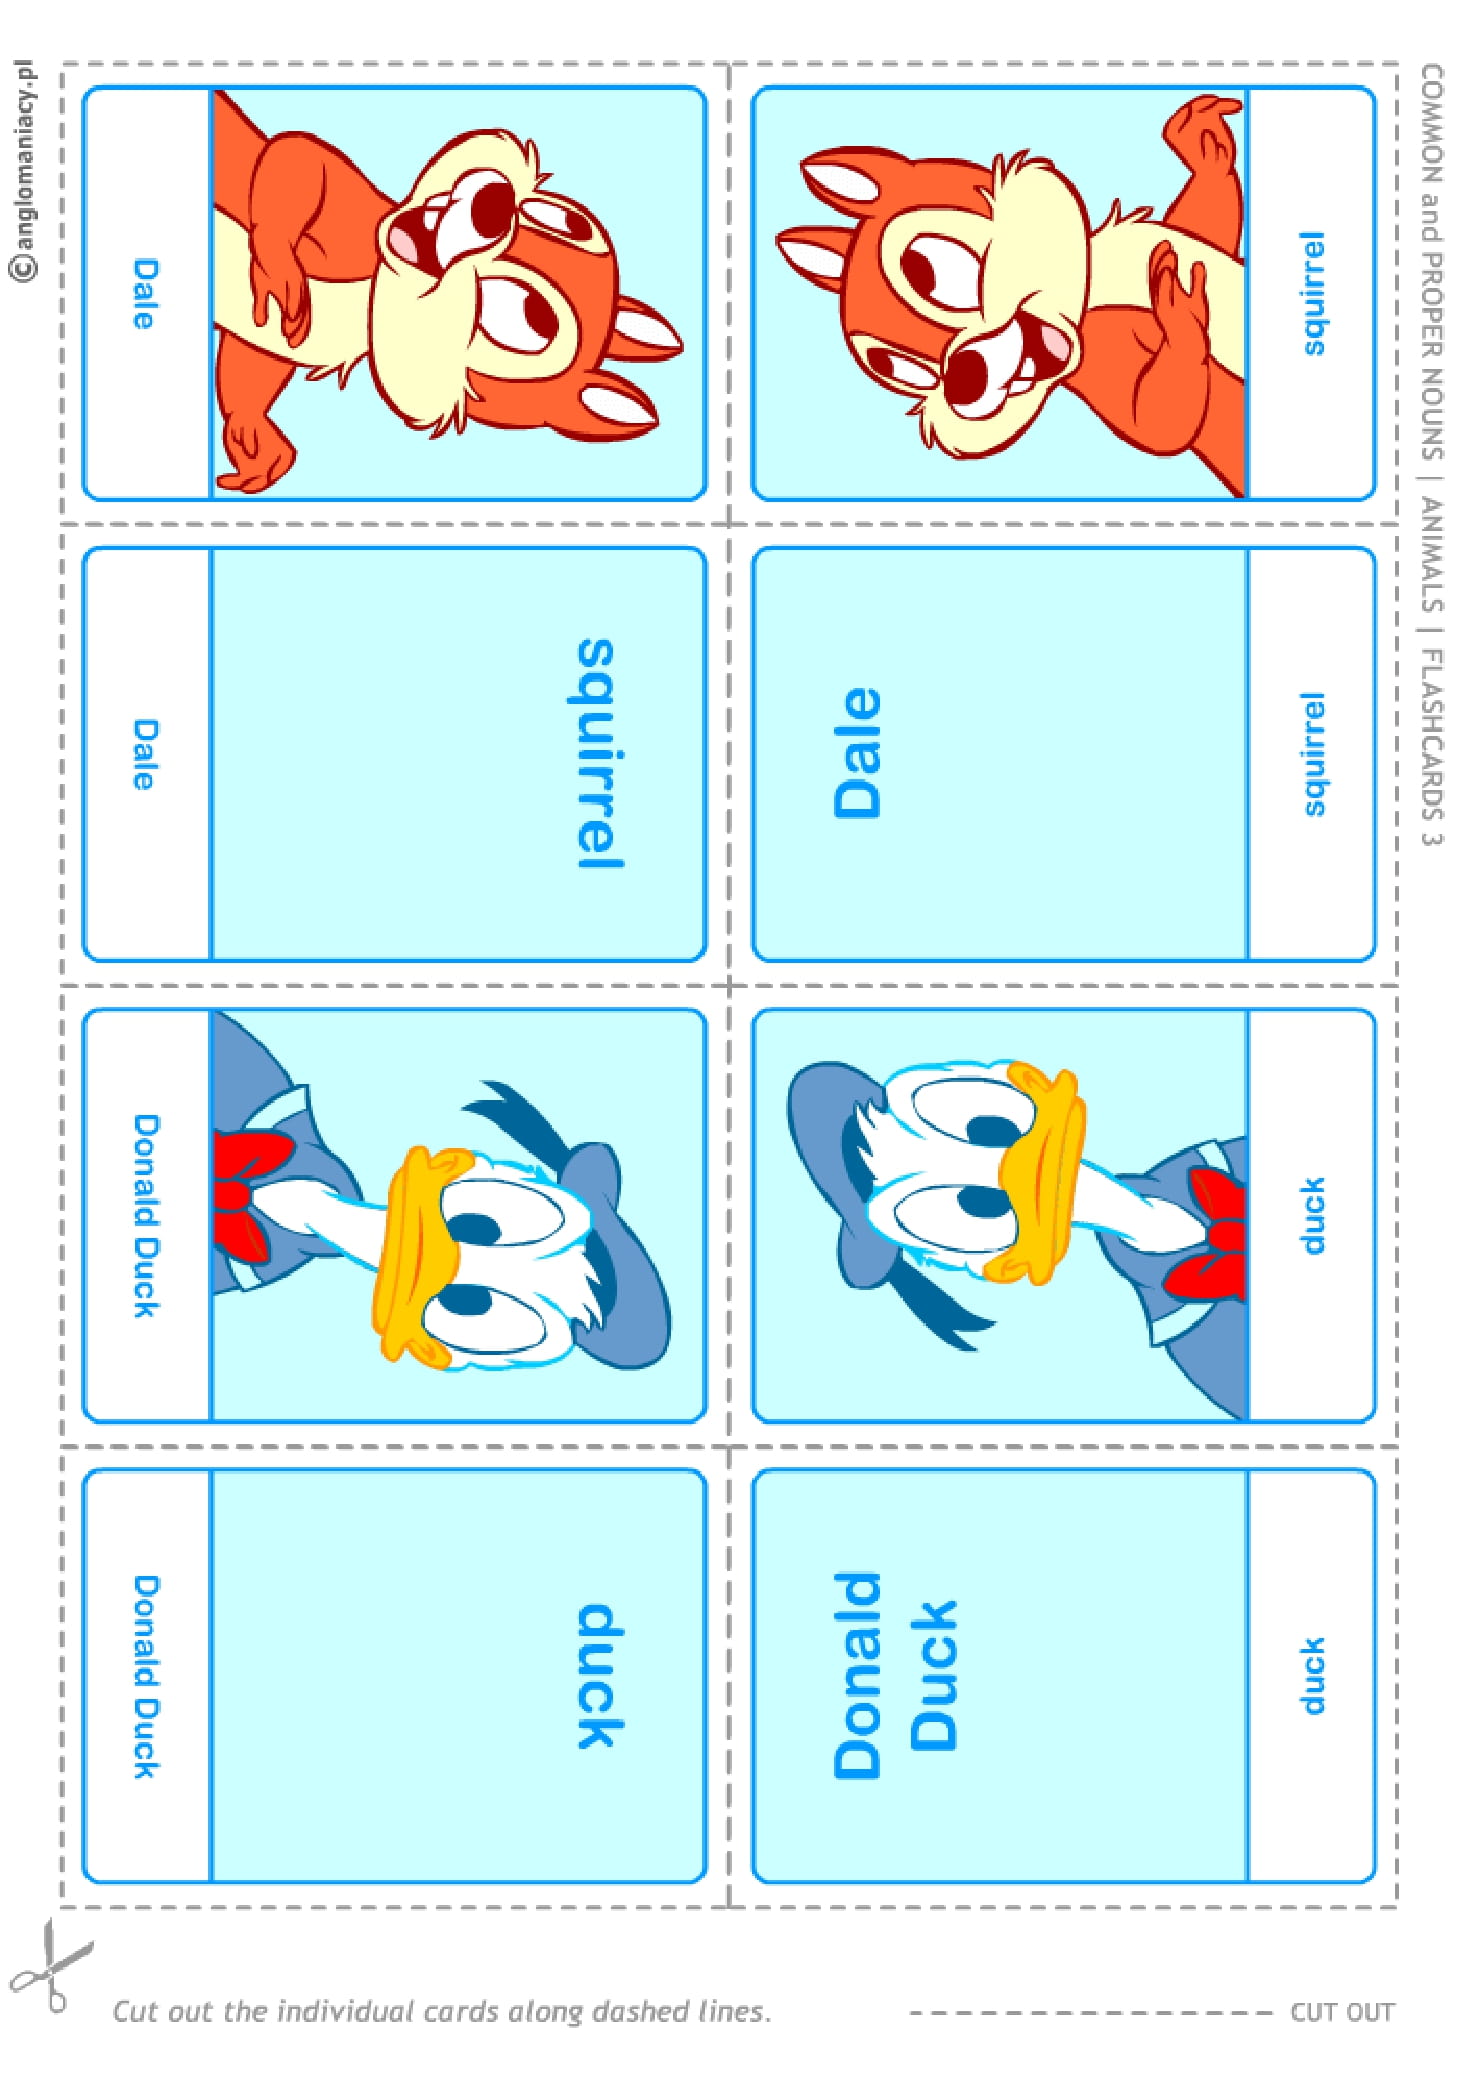 ©anglomaniacy.pl
COMMON and PROPER NOUNS | ANIMALS | FLASHCARDS 3
Dale
squirrel
Dale
squirrel
Dale
squirrel
Donald Duck
duck
Donald Duck
duck
Donald
Duck
duck
Cut out the individual cards along dashed lines.
CUT OUT